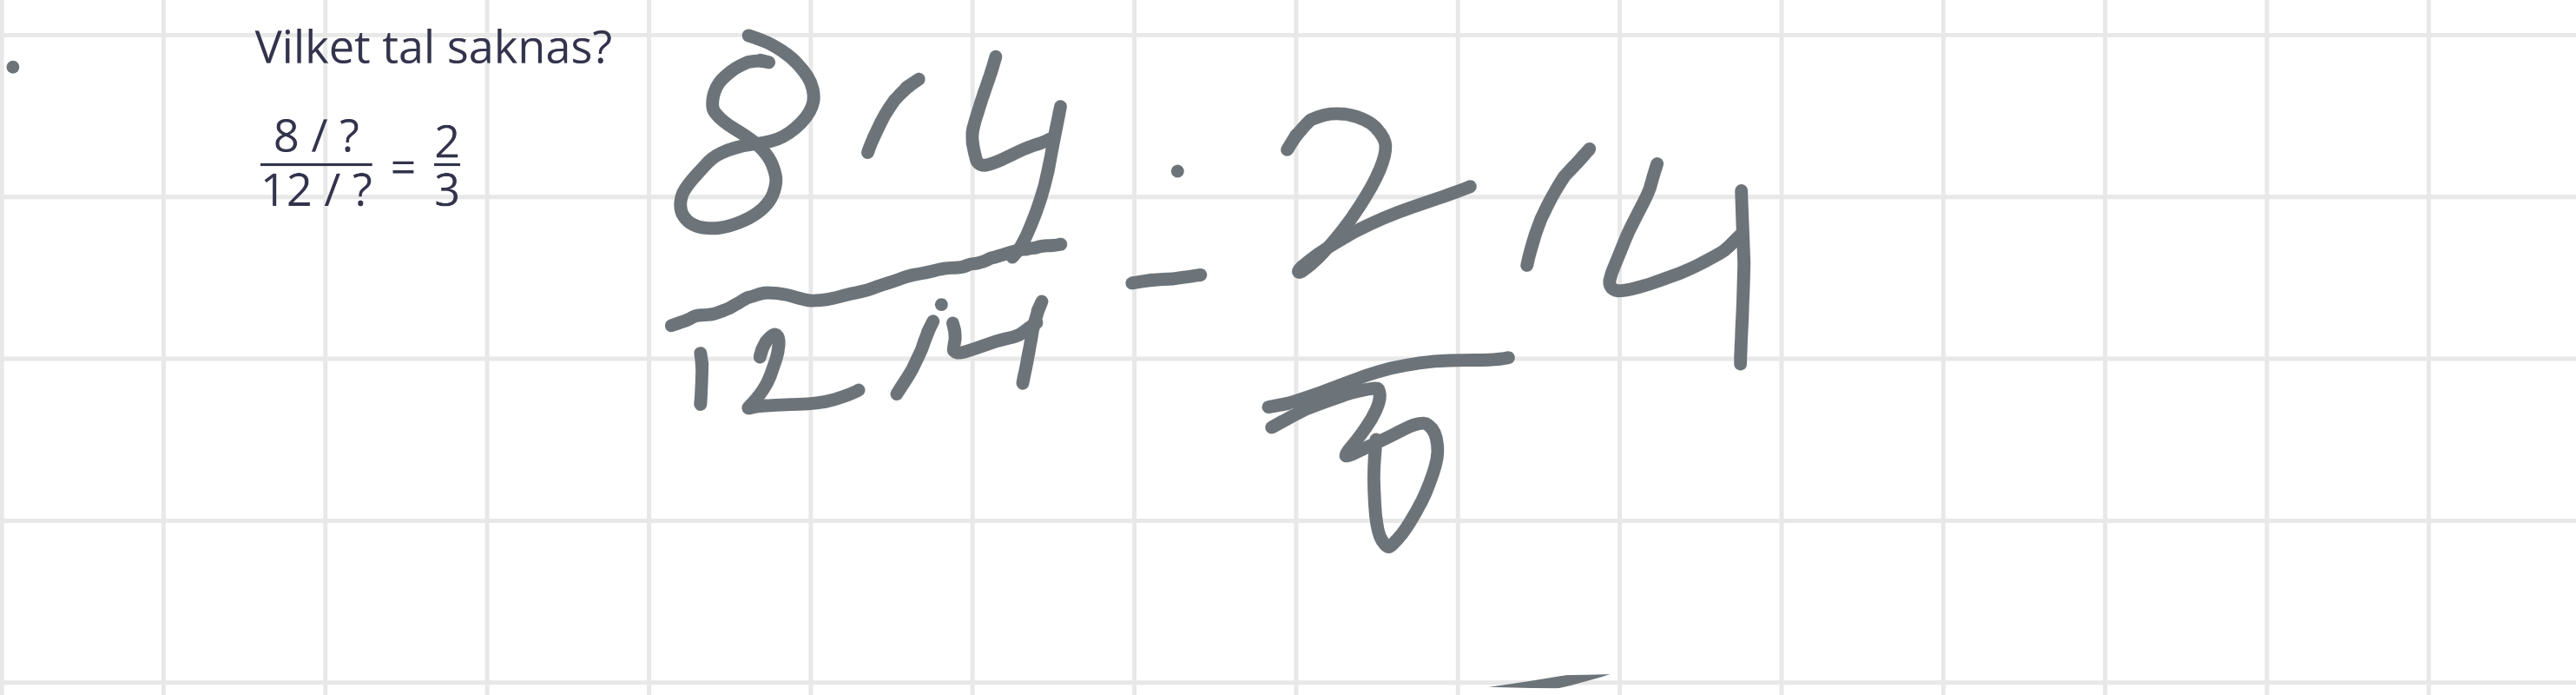 Vilket tal saknas?
8 / ?
12 / ?
=
2
3
8 / 4
12 / 4
-
2 / 4
3